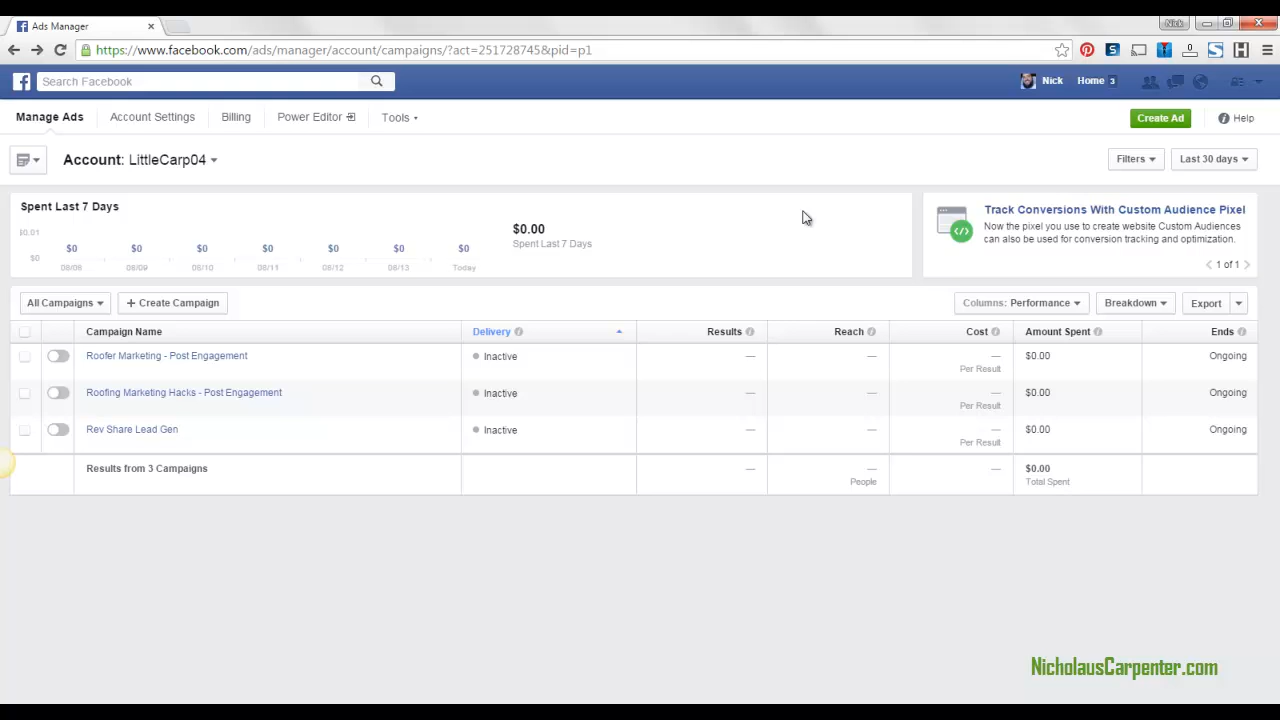 Ads Manager
Nick
https://www.facebook.com/ads/manager/account/campaigns/?act=251728745&pid=p1
Search Facebook
Nick Home 3
Manage Ads Account Settings Billing Power Editor Tools Create Ad Help
Account: LittleCarp04 Filters Last 30 days
Spent Last 7 Days
$0.01
$0
$0 $0 $0 $0 $0 $0 $0
08/08 08/09 08/10 08/11 08/12 08/13 Today
$0.00
Spent Last 7 Days
Track Conversions With Custom Audience Pixel
Now the pixel you use to create website Custom Audiences
can also be used for conversion tracking and optimization.
< 1 of 1 >
All Campaigns + Create Campaign Columns: Performance Breakdown Export
Campaign Name Delivery Results Reach Cost Amount Spent Ends
Roofer Marketing - Post Engagement Inactive — — — $0.00 Ongoing
Per Result
Roofing Marketing Hacks - Post Engagement Inactive — — — $0.00 Ongoing
Per Result
Rev Share Lead Gen Inactive — — — $0.00 Ongoing
Per Result
Results from 3 Campaigns — — — $0.00
People Total Spent
NicholausCarpenter.com